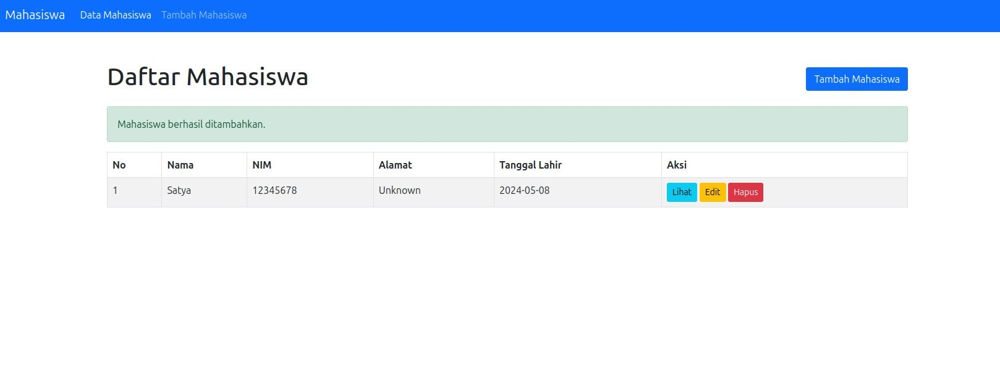 Mahasiswa Data Mahasiswa Tambah Mahasiswa
Daftar Mahasiswa Tambah Mahasiswa
Mahasiswa berhasil ditambahkan.
No Nama NIM Alamat Tanggal Lahir Aksi
1 Satya 12345678 Unknown 2024-05-08 Lihat Edit Hapus